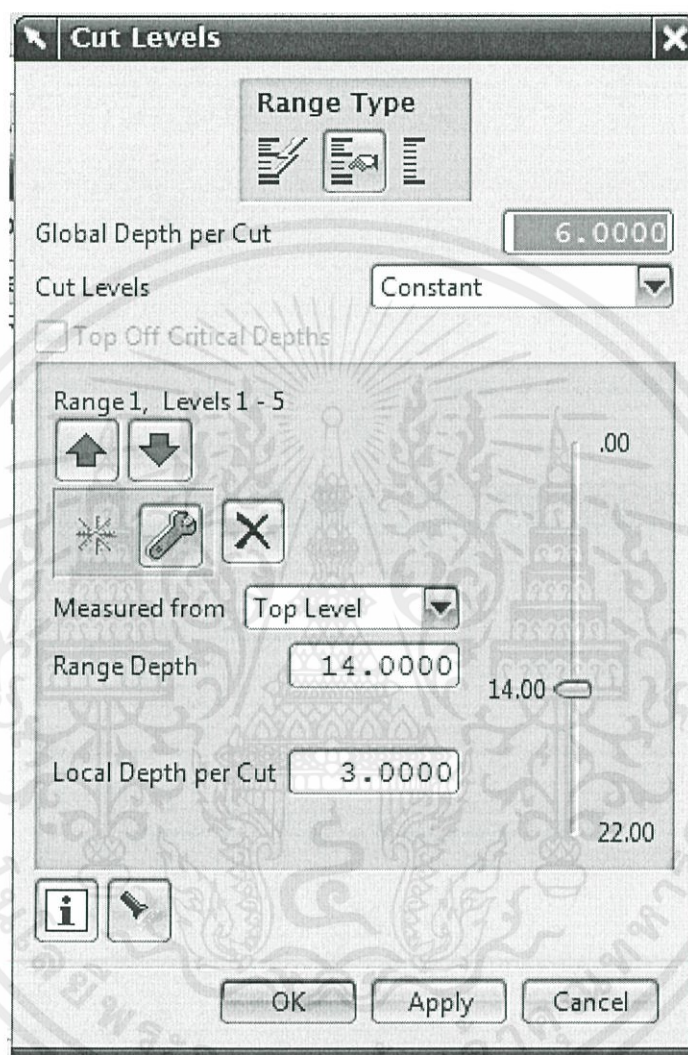 Cut Levels
Range Type
Global Depth per Cut 6.0000
Cut Levels Constant
Top Off Critical Depths
Range 1, Levels 1 - 5
.00
Measured from Top Level
Range Depth 14.0000
14.00
Local Depth per Cut 3.0000
22.00
OK Apply Cancel